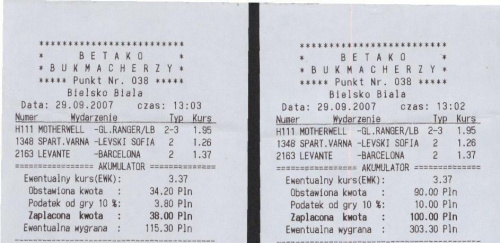 *******************
* BETAKO *
* BUKMACHERZY *
***** Punkt Nr. 038 *****
Bielsko Biala
Data: 29.09.2007 czas: 13:03
Numer Wydarzenie Typ Kurs
H111 MOTHERWELL -GL.RANGER/LB 2-3 1.95
1348 SPART.VARNA -LEVSKI SOFIA 2 1.26
2163 LEVANTE -BARCELONA 2 1.37
================ AKUMULATOR ================
Ewentualny kurs(EWK): 3.37
Obstawiona kwota : 34.20 Pln
Podatek od gry 10 %: 3.80 Pln
Zaplacona kwota : 38.00 Pln
Ewentualna wygrana : 115.30 Pln
*******************
* BETAKO *
* BUKMACHERZY *
***** Punkt Nr. 038 *****
Bielsko Biala
Data: 29.09.2007 czas: 13:02
Numer Wydarzenie Typ Kurs
H111 MOTHERWELL -GL.RANGER/LB 2-3 1.95
1348 SPART.VARNA -LEVSKI SOFIA 2 1.26
2163 LEVANTE -BARCELONA 2 1.37
================ AKUMULATOR ================
Ewentualny kurs(EWK): 3.37
Obstawiona kwota : 90.00 Pln
Podatek od gry 10 %: 10.00 Pln
Zaplacona kwota : 100.00 Pln
Ewentualna wygrana : 303.30 Pln